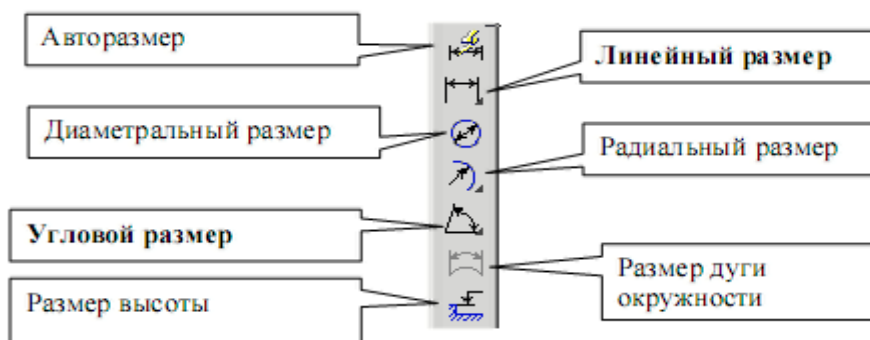 Авторазмер
Линейный размер
Диаметральный размер
Радиальный размер
Угловой размер
Размер дуги
окружности
Размер высоты